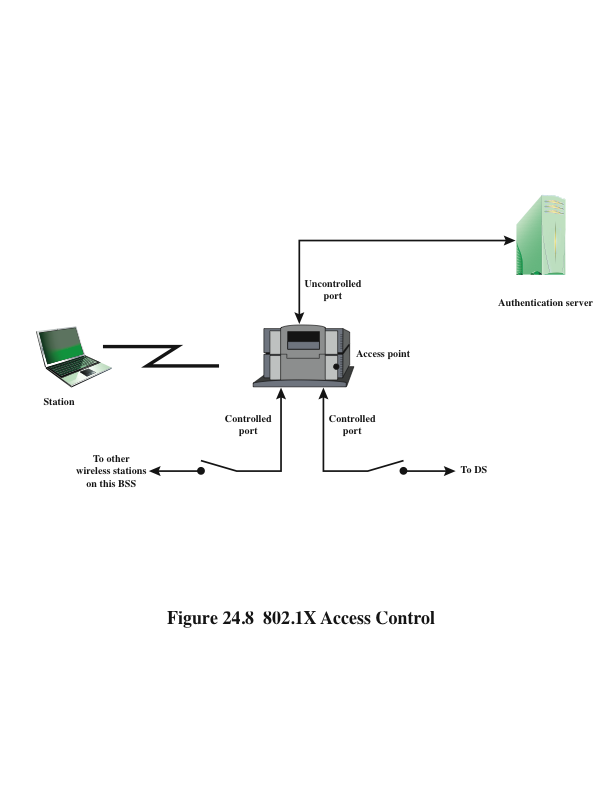 Uncontrolled
port
Authentication server
Access point
Station
Controlled
port
Controlled
port
To other
wireless stations
on this BSS
To DS
Figure 24.8  802.1X Access Control